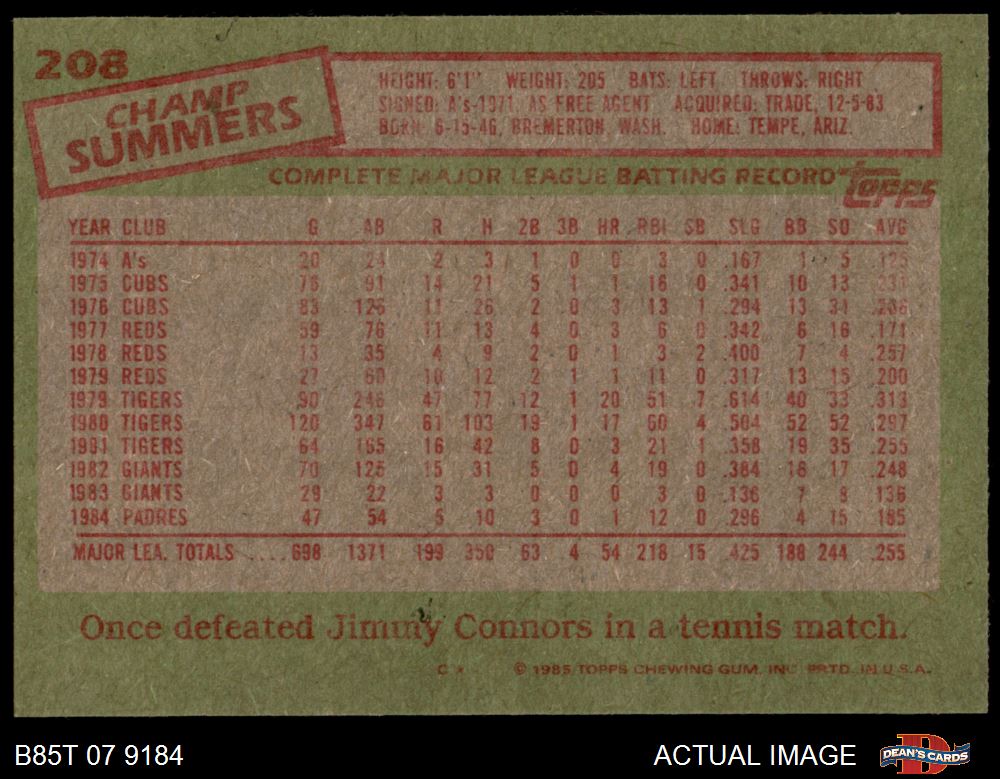 208
CHAMP
SUMMERS
HEIGHT: 6'1" WEIGHT: 205 BATS: LEFT THROWS: RIGHT
SIGNED: A's-1971, AS FREE AGENT ACQUIRED: TRADE, 12-5-83
BORN: 6-15-46, BREMERTON, WASH. HOME: TEMPE, ARIZ.
COMPLETE MAJOR LEAGUE BATTING RECORD
TOPPS
YEAR CLUB G AB R H 2B 3B HR RBI SB SLG BB SO AVG
1974 A's 20 24 2 3 1 0 0 3 0 .167 1 5 .125
1975 CUBS 76 91 14 21 5 1 1 16 0 .341 10 13 .231
1976 CUBS 83 126 11 26 2 0 3 13 1 .294 13 31 .206
1977 REDS 59 76 11 13 4 0 3 6 0 .342 6 16 .171
1978 REDS 13 35 4 9 2 0 1 3 2 .400 7 4 .257
1979 REDS 27 60 10 12 2 1 1 11 0 .317 13 15 .200
1979 TIGERS 90 246 47 77 12 1 20 51 7 .614 40 33 .313
1980 TIGERS 120 347 61 103 19 1 17 60 4 .504 52 52 .297
1981 TIGERS 64 165 16 42 8 0 3 21 1 .358 19 35 .255
1982 GIANTS 70 125 15 31 5 0 4 19 0 .384 16 17 .248
1983 GIANTS 29 22 3 3 0 0 0 3 0 .136 7 8 .136
1984 PADRES 47 54 5 10 3 0 1 12 0 .296 4 15 .185
MAJOR LEA. TOTALS .... 698 1371 199 350 63 4 54 218 15 .425 188 244 .255
Once defeated Jimmy Connors in a tennis match.
C * © 1985 TOPPS CHEWING GUM, INC. PRTD. IN U.S.A.
B85T 07 9184 ACTUAL IMAGE DEAN'S CARDS